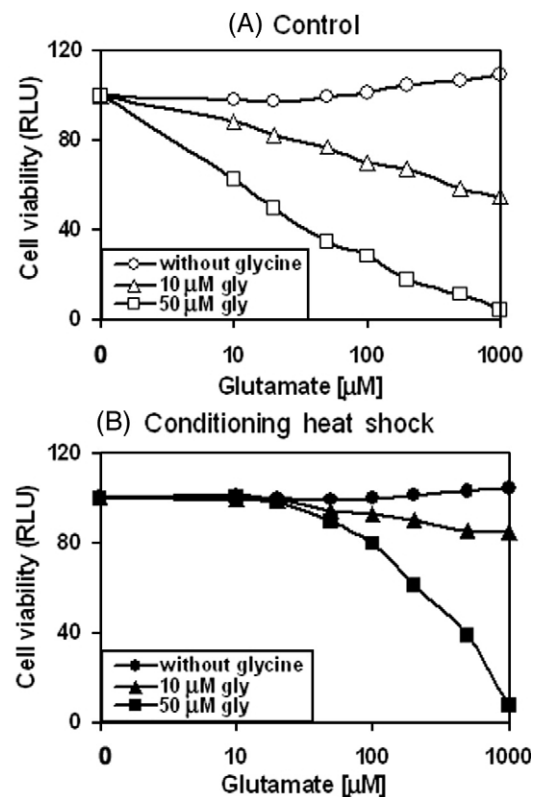 (A) Control
120
80
40
0
Cell viability (RLU)
without glycine
10 µM gly
50 µM gly
0 10 100 1000
Glutamate [µM]
(B) Conditioning heat shock
120
80
40
0
Cell viability (RLU)
without glycine
10 µM gly
50 µM gly
0 10 100 1000
Glutamate [µM]